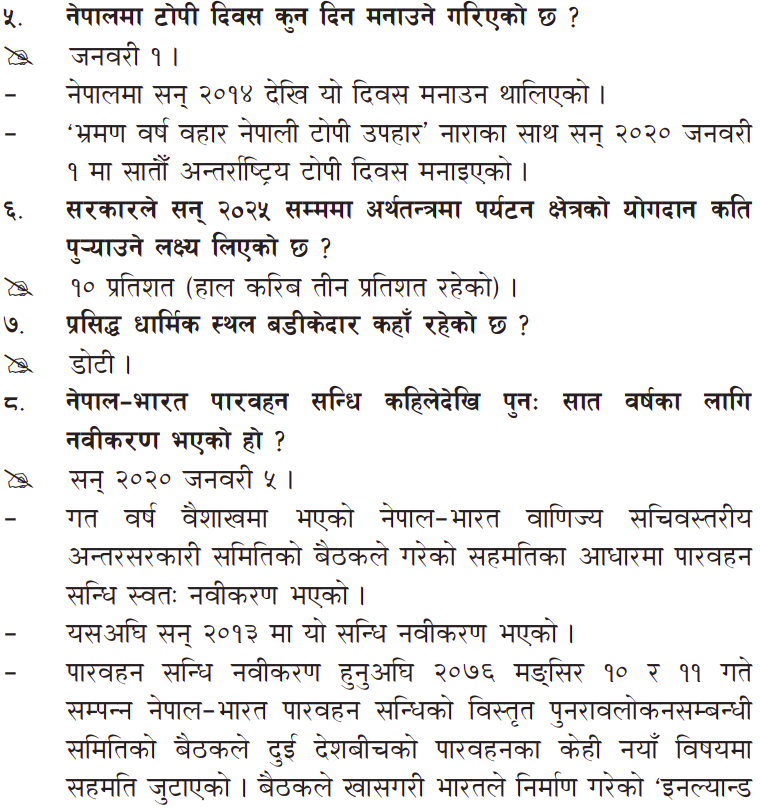 ५. नेपालमा टोपी दिवस कुन दिन मनाउने गरिएको छ ?
जनवरी १ ।
– नेपालमा सन् २०१४ देखि यो दिवस मनाउन थालिएको ।
– ‘भ्रमण वर्ष वहार नेपाली टोपी उपहार’ नाराका साथ सन् २०२० जनवरी
१ मा सातौँ अन्तर्राष्ट्रिय टोपी दिवस मनाइएको ।
६. सरकारले सन् २०२५ सम्ममा अर्थतन्त्रमा पर्यटन क्षेत्रको योगदान कति
पुऱ्याउने लक्ष्य लिएको छ ?
१० प्रतिशत (हाल करिब तीन प्रतिशत रहेको) ।
७. प्रसिद्ध धार्मिक स्थल बडीकेदार कहाँ रहेको छ ?
डोटी ।
८. नेपाल–भारत पारवहन सन्धि कहिलेदेखि पुनः सात वर्षका लागि
नवीकरण भएको हो ?
सन् २०२० जनवरी ५ ।
– गत वर्ष वैशाखमा भएको नेपाल–भारत वाणिज्य सचिवस्तरीय
अन्तरसरकारी समितिको बैठकले गरेको सहमतिका आधारमा पारवहन
सन्धि स्वतः नवीकरण भएको ।
– यसअघि सन् २०१३ मा यो सन्धि नवीकरण भएको ।
– पारवहन सन्धि नवीकरण हुनुअघि २०७६ मङ्सिर १० र ११ गते
सम्पन्न नेपाल–भारत पारवहन सन्धिको विस्तृत पुनरावलोकनसम्बन्धी
समितिको बैठकले दुई देशबीचको पारवहनका केही नयाँ विषयमा
सहमति जुटाएको । बैठकले खासगरी भारतले निर्माण गरेको ‘इनल्यान्ड